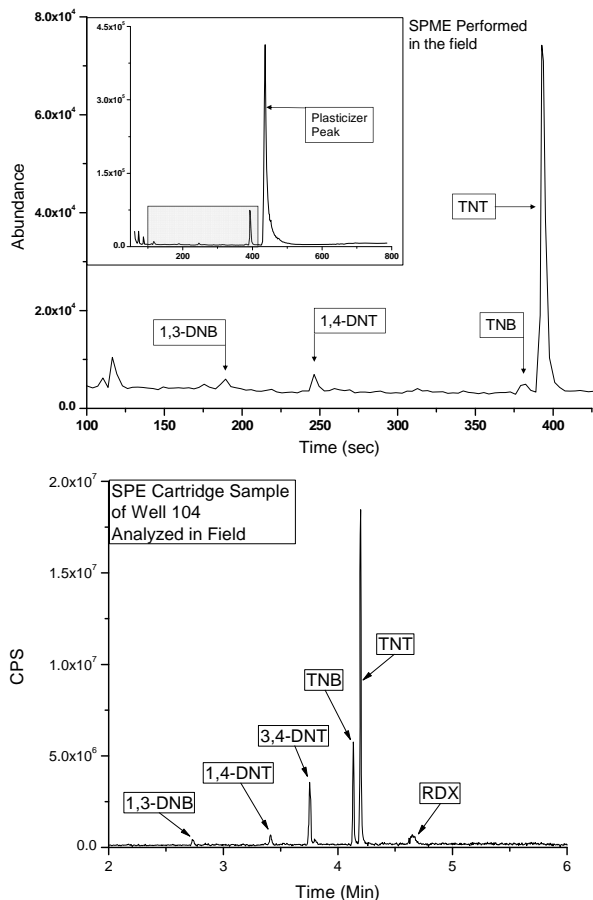 SPME Performed
in the field
Abundance
8.0x10⁴
6.0x10⁴
4.0x10⁴
2.0x10⁴
0.0
4.5x10⁵
3.0x10⁵
1.5x10⁵
0.0
200 400 600 800
Plasticizer
Peak
TNT
1,3-DNB
1,4-DNT
TNB
100 150 200 250 300 350 400
Time (sec)
SPE Cartridge Sample
of Well 104
Analyzed in Field
CPS
2.0x10⁷
1.5x10⁷
1.0x10⁷
5.0x10⁶
0.0
TNT
TNB
3,4-DNT
1,4-DNT
1,3-DNB
RDX
2 3 4 5 6
Time (Min)